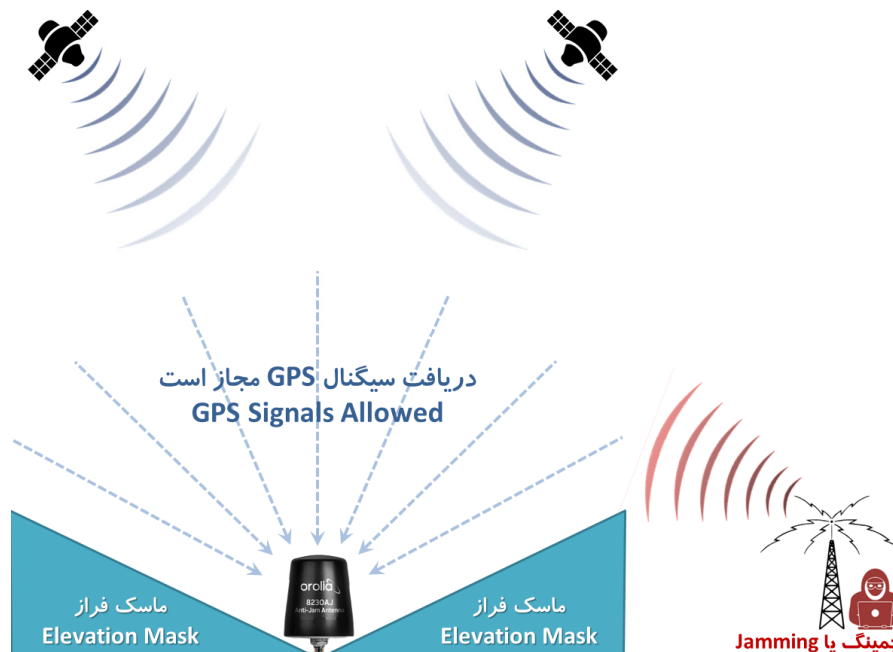 دریافت سیگنال GPS مجاز است
GPS Signals Allowed
orolia
8230AJ
Anti-Jam Antenna
ماسک فراز
Elevation Mask
ماسک فراز
Elevation Mask
یا Jamming